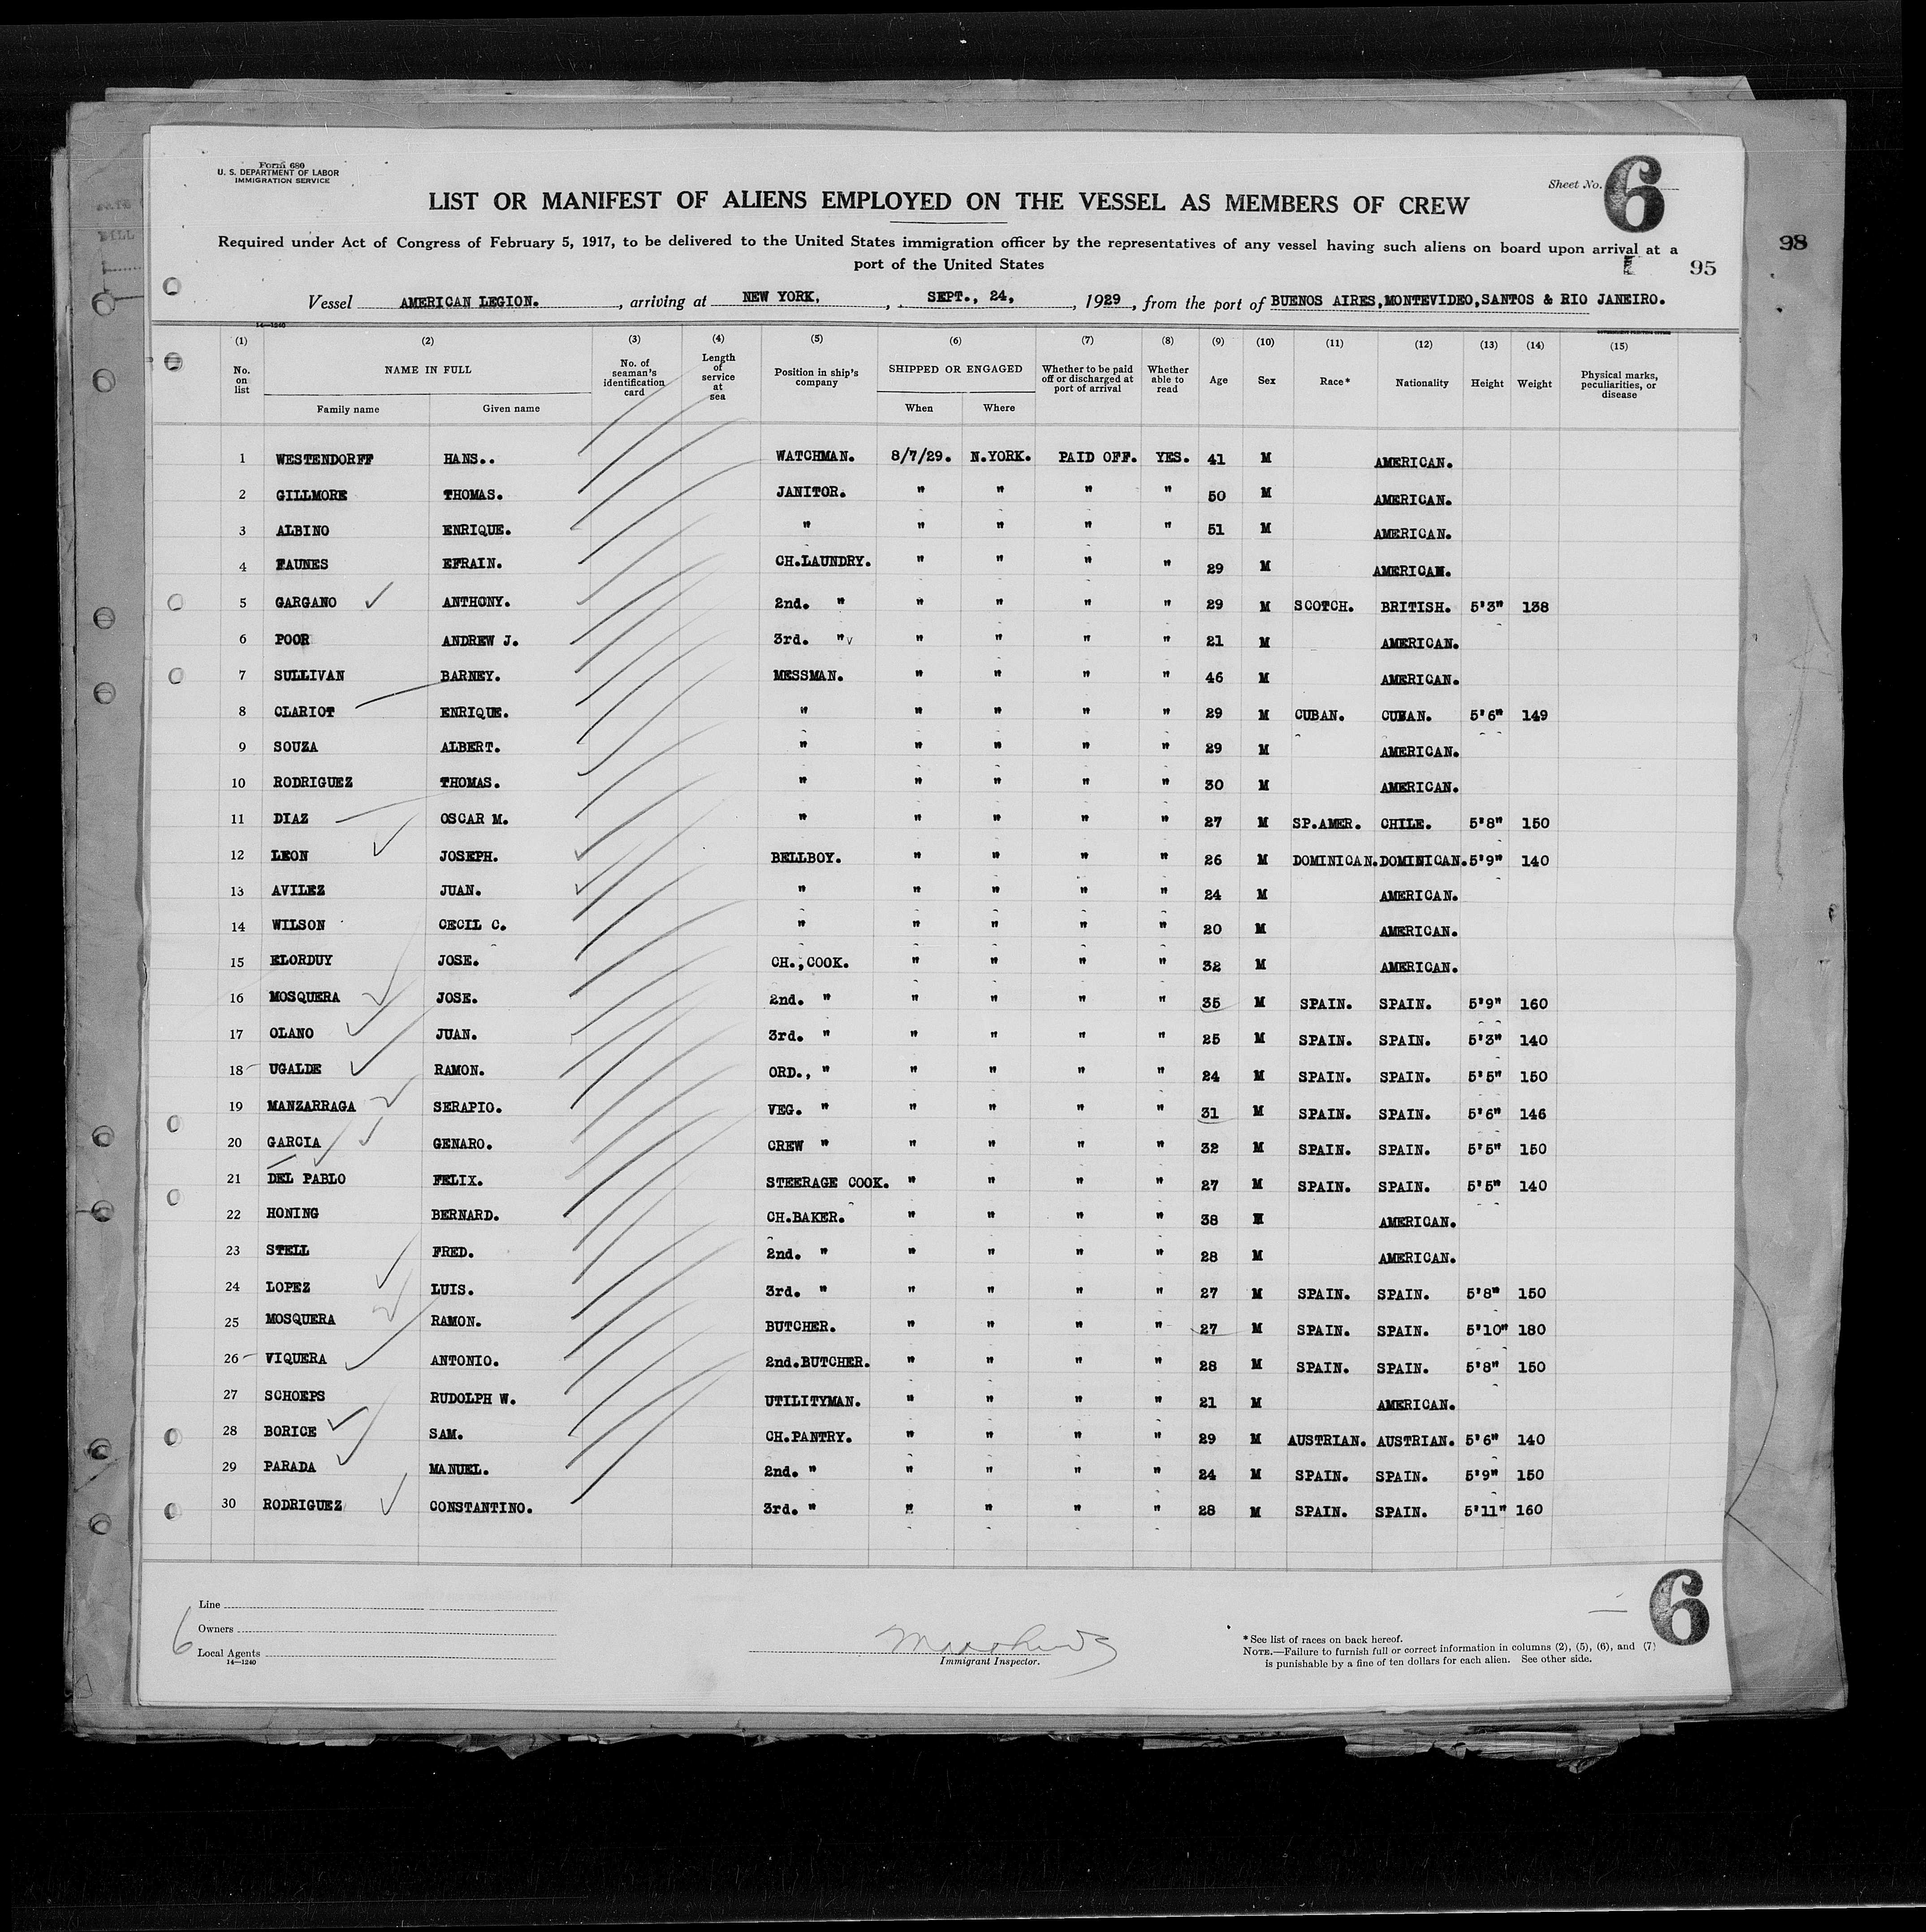 Form 680
U. S. DEPARTMENT OF LABOR
IMMIGRATION SERVICE
Sheet No. 6
LIST OR MANIFEST OF ALIENS EMPLOYED ON THE VESSEL AS MEMBERS OF CREW
Required under Act of Congress of February 5, 1917, to be delivered to the United States immigration officer by the representatives of any vessel having such aliens on board upon arrival at a
port of the United States
98
95
Vessel AMERICAN LEGION. , arriving at NEW YORK, , SEPT., 24, , 1929 , from the port of BUENOS AIRES,MONTEVIDEO,SANTOS & RIO JANEIRO.
14—1240
(1) (2) (3) (4) (5) (6) (7) (8) (9) (10) (11) (12) (13) (14) (15)
No. on list NAME IN FULL Family name Given name No. of seaman's identification card Length of service at sea Position in ship's company SHIPPED OR ENGAGED When Where Whether to be paid off or discharged at port of arrival Whether able to read Age Sex Race* Nationality Height Weight Physical marks, peculiarities, or disease
1 WESTENDORFF HANS.. WATCHMAN. 8/7/29. N.YORK. PAID OFF. YES. 41 M AMERICAN.
2 GILLMORE THOMAS. JANITOR. " " " " 50 M AMERICAN.
3 ALBINO ENRIQUE. " " " " " 51 M AMERICAN.
4 FAUNES EFRAIN. CH.LAUNDRY. " " " " 29 M AMERICAN.
5 GARGANO ANTHONY. 2nd. " " " " " 29 M SCOTCH. BRITISH. 5'3" 138
6 POOR ANDREW J. 3rd. " " " " " 21 M AMERICAN.
7 SULLIVAN BARNEY. MESSMAN. " " " " 46 M AMERICAN.
8 CLARIOT ENRIQUE. " " " " " 29 M CUBAN. CUBAN. 5'6" 149
9 SOUZA ALBERT. " " " " " 29 M AMERICAN.
10 RODRIGUEZ THOMAS. " " " " " 30 M AMERICAN.
11 DIAZ OSCAR M. " " " " " 27 M SP.AMER. CHILE. 5'8" 150
12 LEON JOSEPH. BELLBOY. " " " " 26 M DOMINICAN. DOMINICAN. 5'9" 140
13 AVILEZ JUAN. " " " " " 24 M AMERICAN.
14 WILSON CECIL C. " " " " " 20 M AMERICAN.
15 ELORDUY JOSE. CH.,COOK. " " " " 32 M AMERICAN.
16 MOSQUERA JOSE. 2nd. " " " " " 35 M SPAIN. SPAIN. 5'9" 160
17 OLANO JUAN. 3rd. " " " " " 25 M SPAIN. SPAIN. 5'3" 140
18 UGALDE RAMON. ORD., " " " " " 24 M SPAIN. SPAIN. 5'5" 150
19 MANZARRAGA SERAPIO. VEG. " " " " " 31 M SPAIN. SPAIN. 5'6" 146
20 GARCIA GENARO. CREW " " " " " 32 M SPAIN. SPAIN. 5'5" 150
21 DEL PABLO FELIX. STEERAGE COOK. " " " " 27 M SPAIN. SPAIN. 5'5" 140
22 HONING BERNARD. CH.BAKER. " " " " 38 M AMERICAN.
23 STELL FRED. 2nd. " " " " " 28 M AMERICAN.
24 LOPEZ LUIS. 3rd. " " " " " 27 M SPAIN. SPAIN. 5'8" 150
25 MOSQUERA RAMON. BUTCHER. " " " " 27 M SPAIN. SPAIN. 5'10" 180
26 VIQUERA ANTONIO. 2nd.BUTCHER. " " " " 28 M SPAIN. SPAIN. 5'8" 150
27 SCHOEPS RUDOLPH W. UTILITYMAN. " " " " 21 M AMERICAN.
28 BORICE SAM. CH.PANTRY. " " " " 29 M AUSTRIAN. AUSTRIAN. 5'6" 140
29 PARADA MANUEL. 2nd. " " " " " 24 M SPAIN. SPAIN. 5'9" 150
30 RODRIGUEZ CONSTANTINO. 3rd. " " " " " 28 M SPAIN. SPAIN. 5'11" 160
6
Line
Owners
Local Agents
14—1240
Immigrant Inspector.
* See list of races on back hereof.
NOTE.—Failure to furnish full or correct information in columns (2), (5), (6), and (7)
is punishable by a fine of ten dollars for each alien. See other side.
6